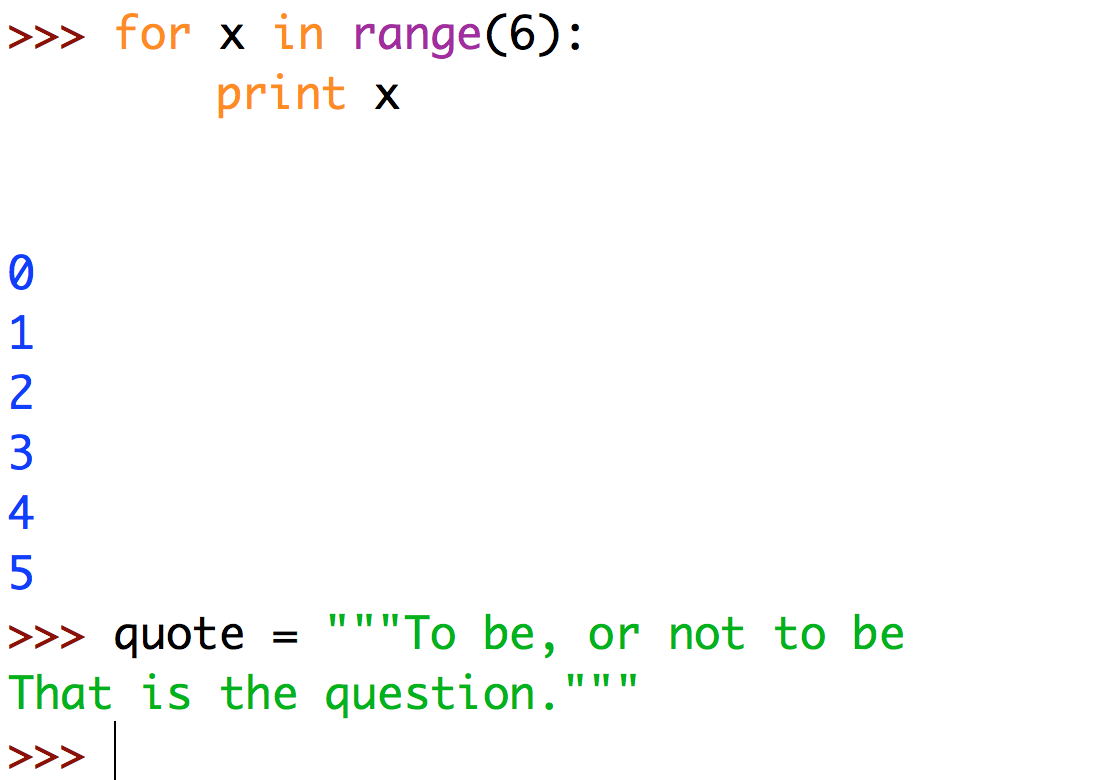 >>> for x in range(6):
        print x
0
1
2
3
4
5
>>> quote = """To be, or not to be
That is the question."""
>>>